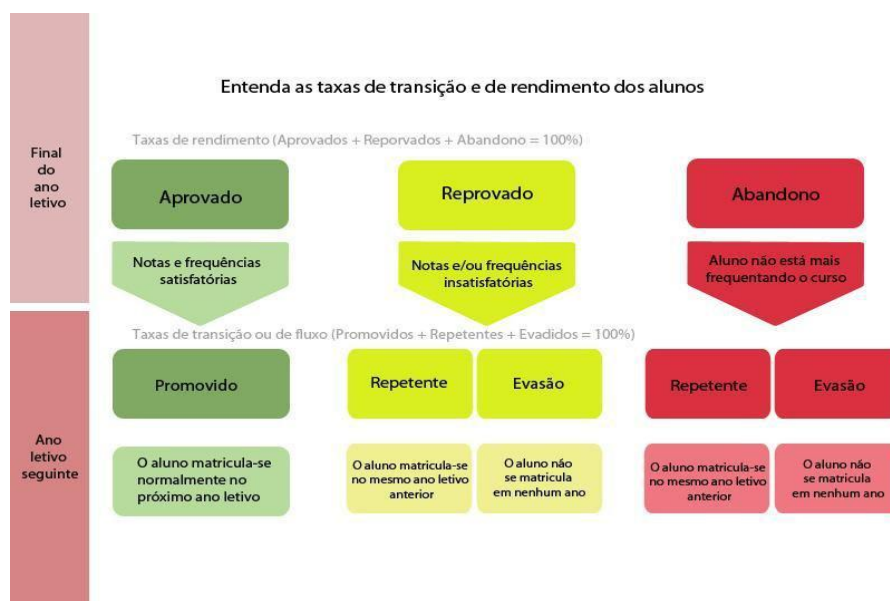 Entenda as taxas de transição e de rendimento dos alunos
Taxas de rendimento (Aprovados + Reporvados + Abandono = 100%)
Final
do
ano
letivo
Aprovado
Reprovado
Abandono
Notas e frequências
satisfatórias
Notas e/ou frequências
insatisfatórias
Aluno não está mais
frequentando o curso
Taxas de transição ou de fluxo (Promovidos + Repetentes + Evadidos = 100%)
Ano
letivo
seguinte
Promovido
Repetente
Evasão
Repetente
Evasão
O aluno matricula-se
normalmente no
próximo ano letivo
O aluno matricula-se
no mesmo ano letivo
anterior
O aluno não
se matricula
em nenhum ano
O aluno matricula-se
no mesmo ano letivo
anterior
O aluno não
se matricula
em nenhum ano